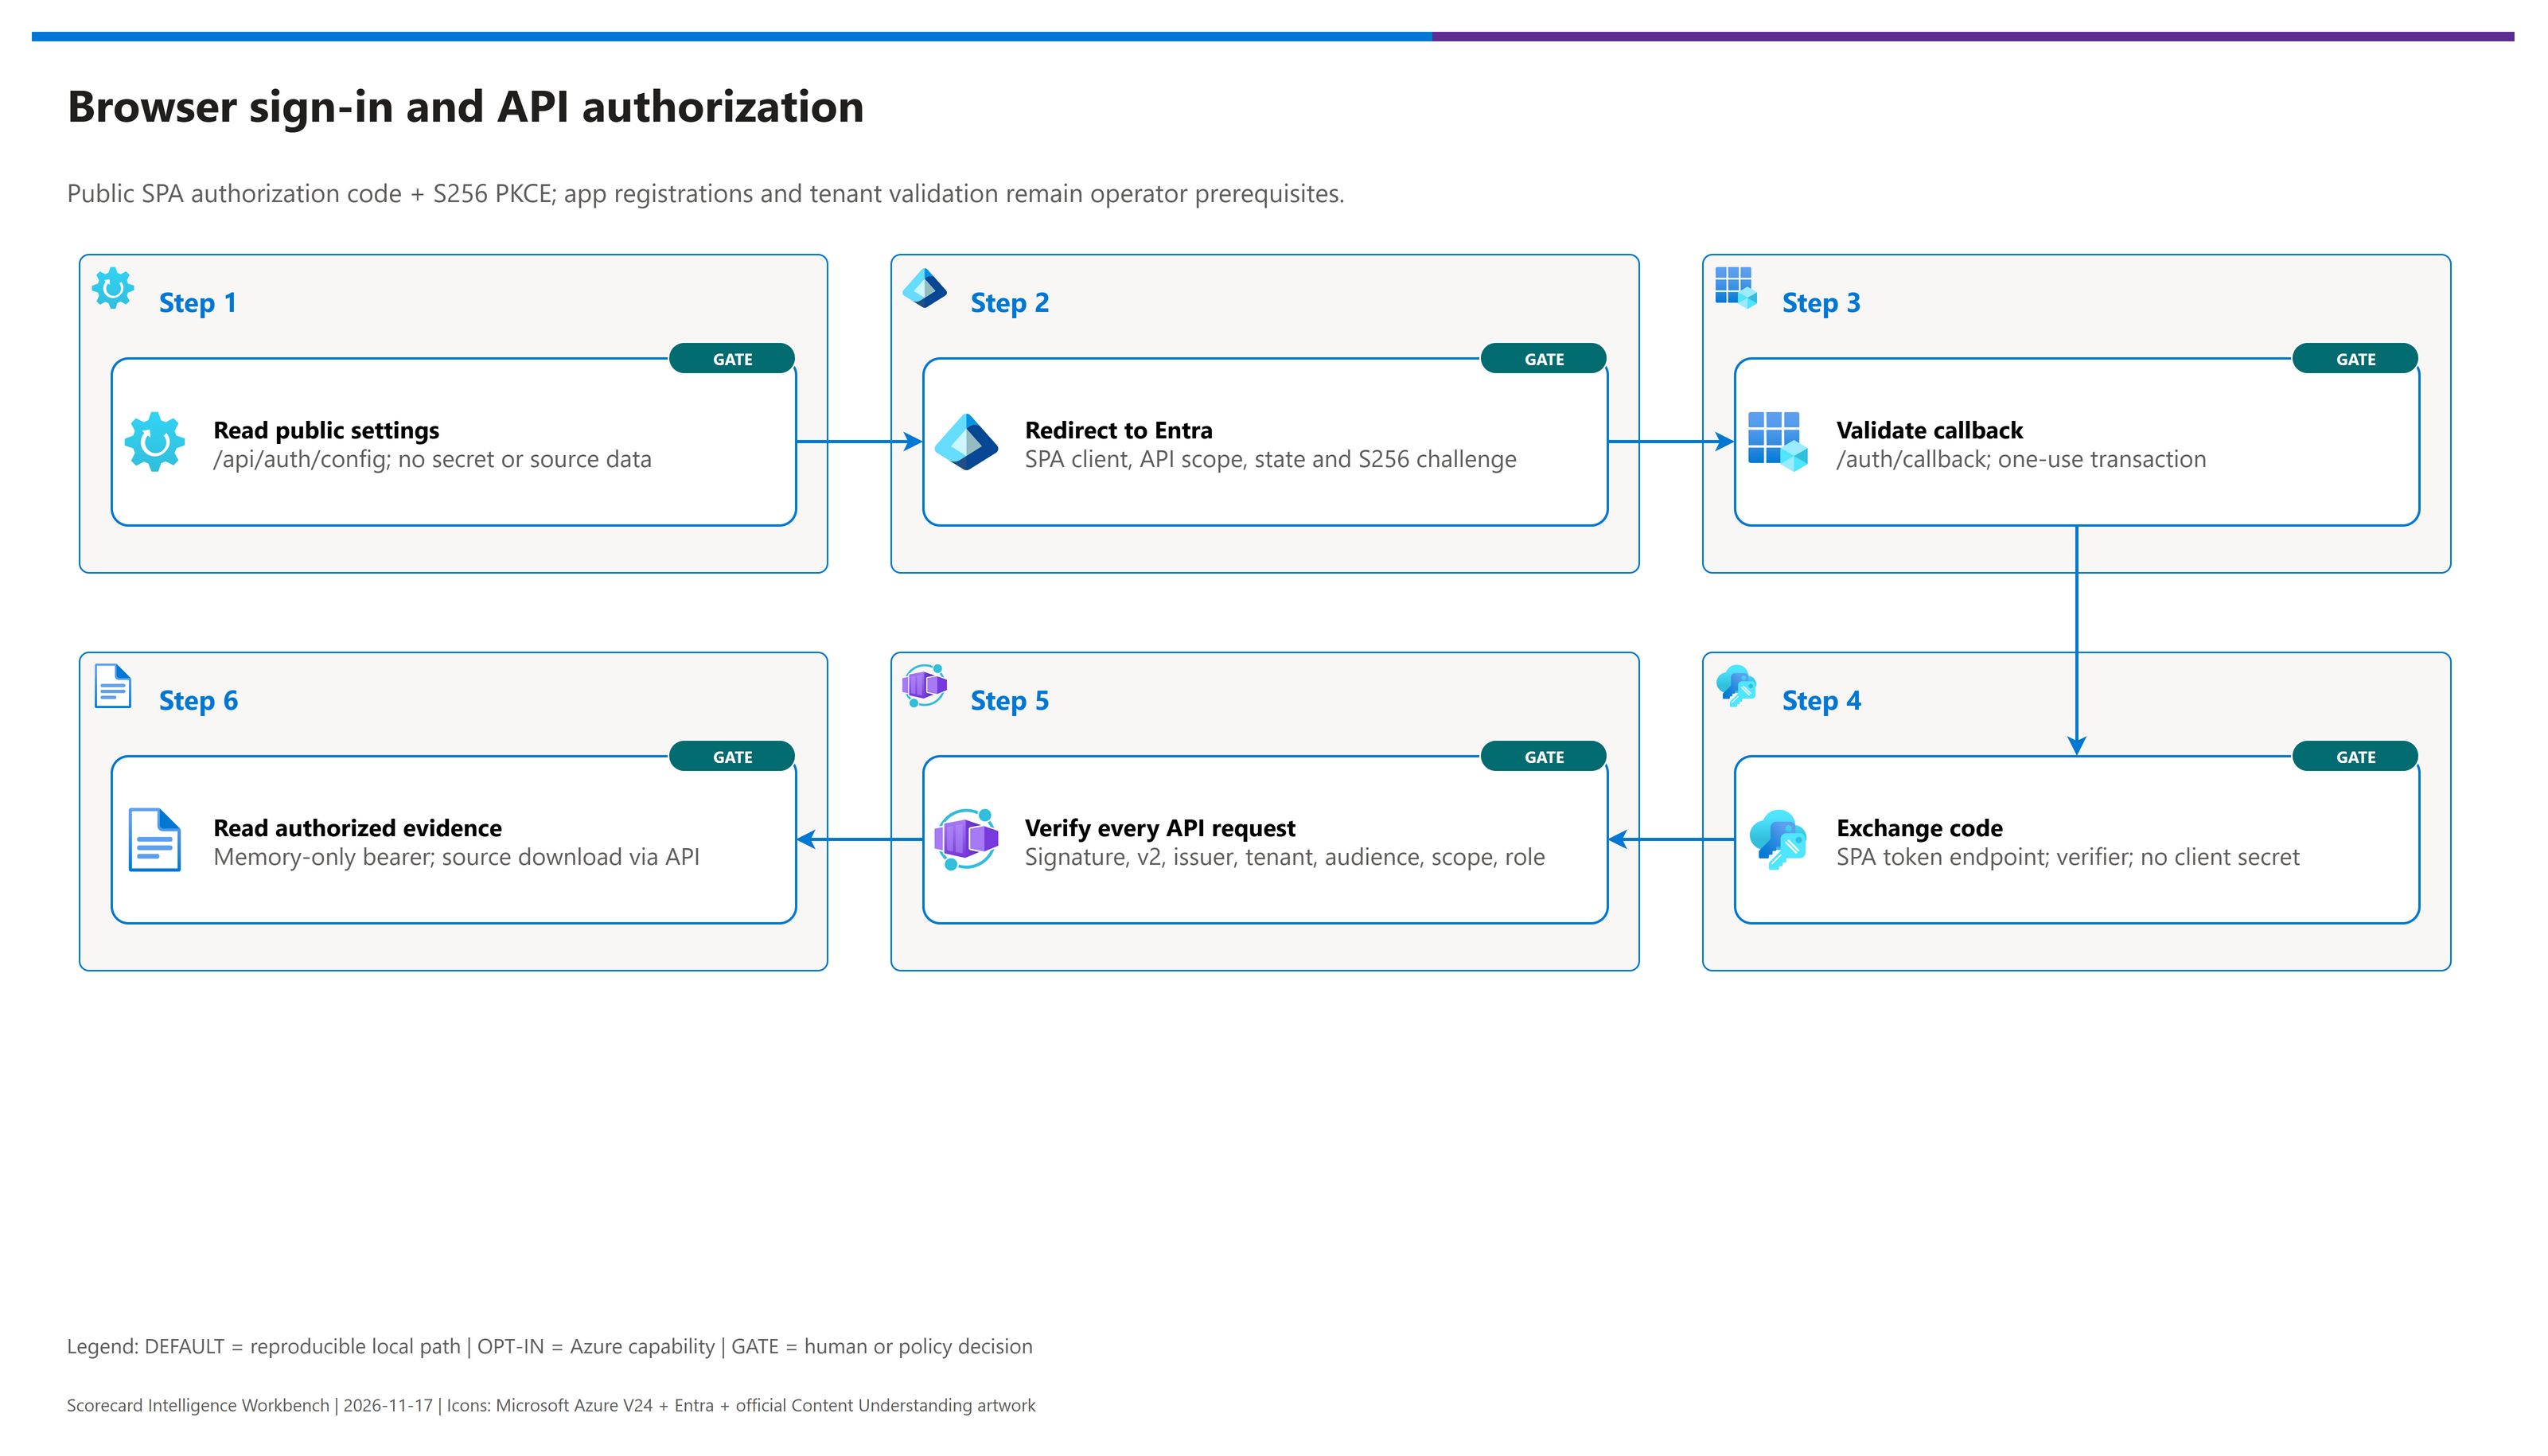 Browser sign-in and API authorization
Public SPA authorization code + S256 PKCE; app registrations and tenant validation remain operator prerequisites.
Step 1
GATE
Read public settings
/api/auth/config; no secret or source data
Step 2
GATE
Redirect to Entra
SPA client, API scope, state and S256 challenge
Step 3
GATE
Validate callback
/auth/callback; one-use transaction
Step 4
GATE
Exchange code
SPA token endpoint; verifier; no client secret
Step 5
GATE
Verify every API request
Signature, v2, issuer, tenant, audience, scope, role
Step 6
GATE
Read authorized evidence
Memory-only bearer; source download via API
Legend: DEFAULT = reproducible local path | OPT-IN = Azure capability | GATE = human or policy decision
Scorecard Intelligence Workbench | 2026-11-17 | Icons: Microsoft Azure V24 + Entra + official Content Understanding artwork